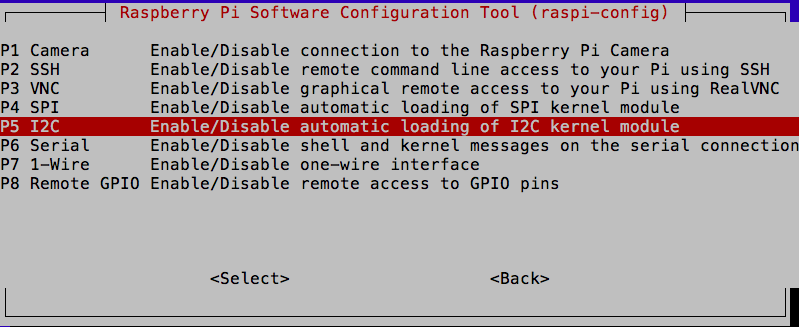 Raspberry Pi Software Configuration Tool (raspi-config)
P1 Camera Enable/Disable connection to the Raspberry Pi Camera
P2 SSH Enable/Disable remote command line access to your Pi using SSH
P3 VNC Enable/Disable graphical remote access to your Pi using RealVNC
P4 SPI Enable/Disable automatic loading of SPI kernel module
P5 I2C Enable/Disable automatic loading of I2C kernel module
P6 Serial Enable/Disable shell and kernel messages on the serial connection
P7 1-Wire Enable/Disable one-wire interface
P8 Remote GPIO Enable/Disable remote access to GPIO pins
<Select> <Back>